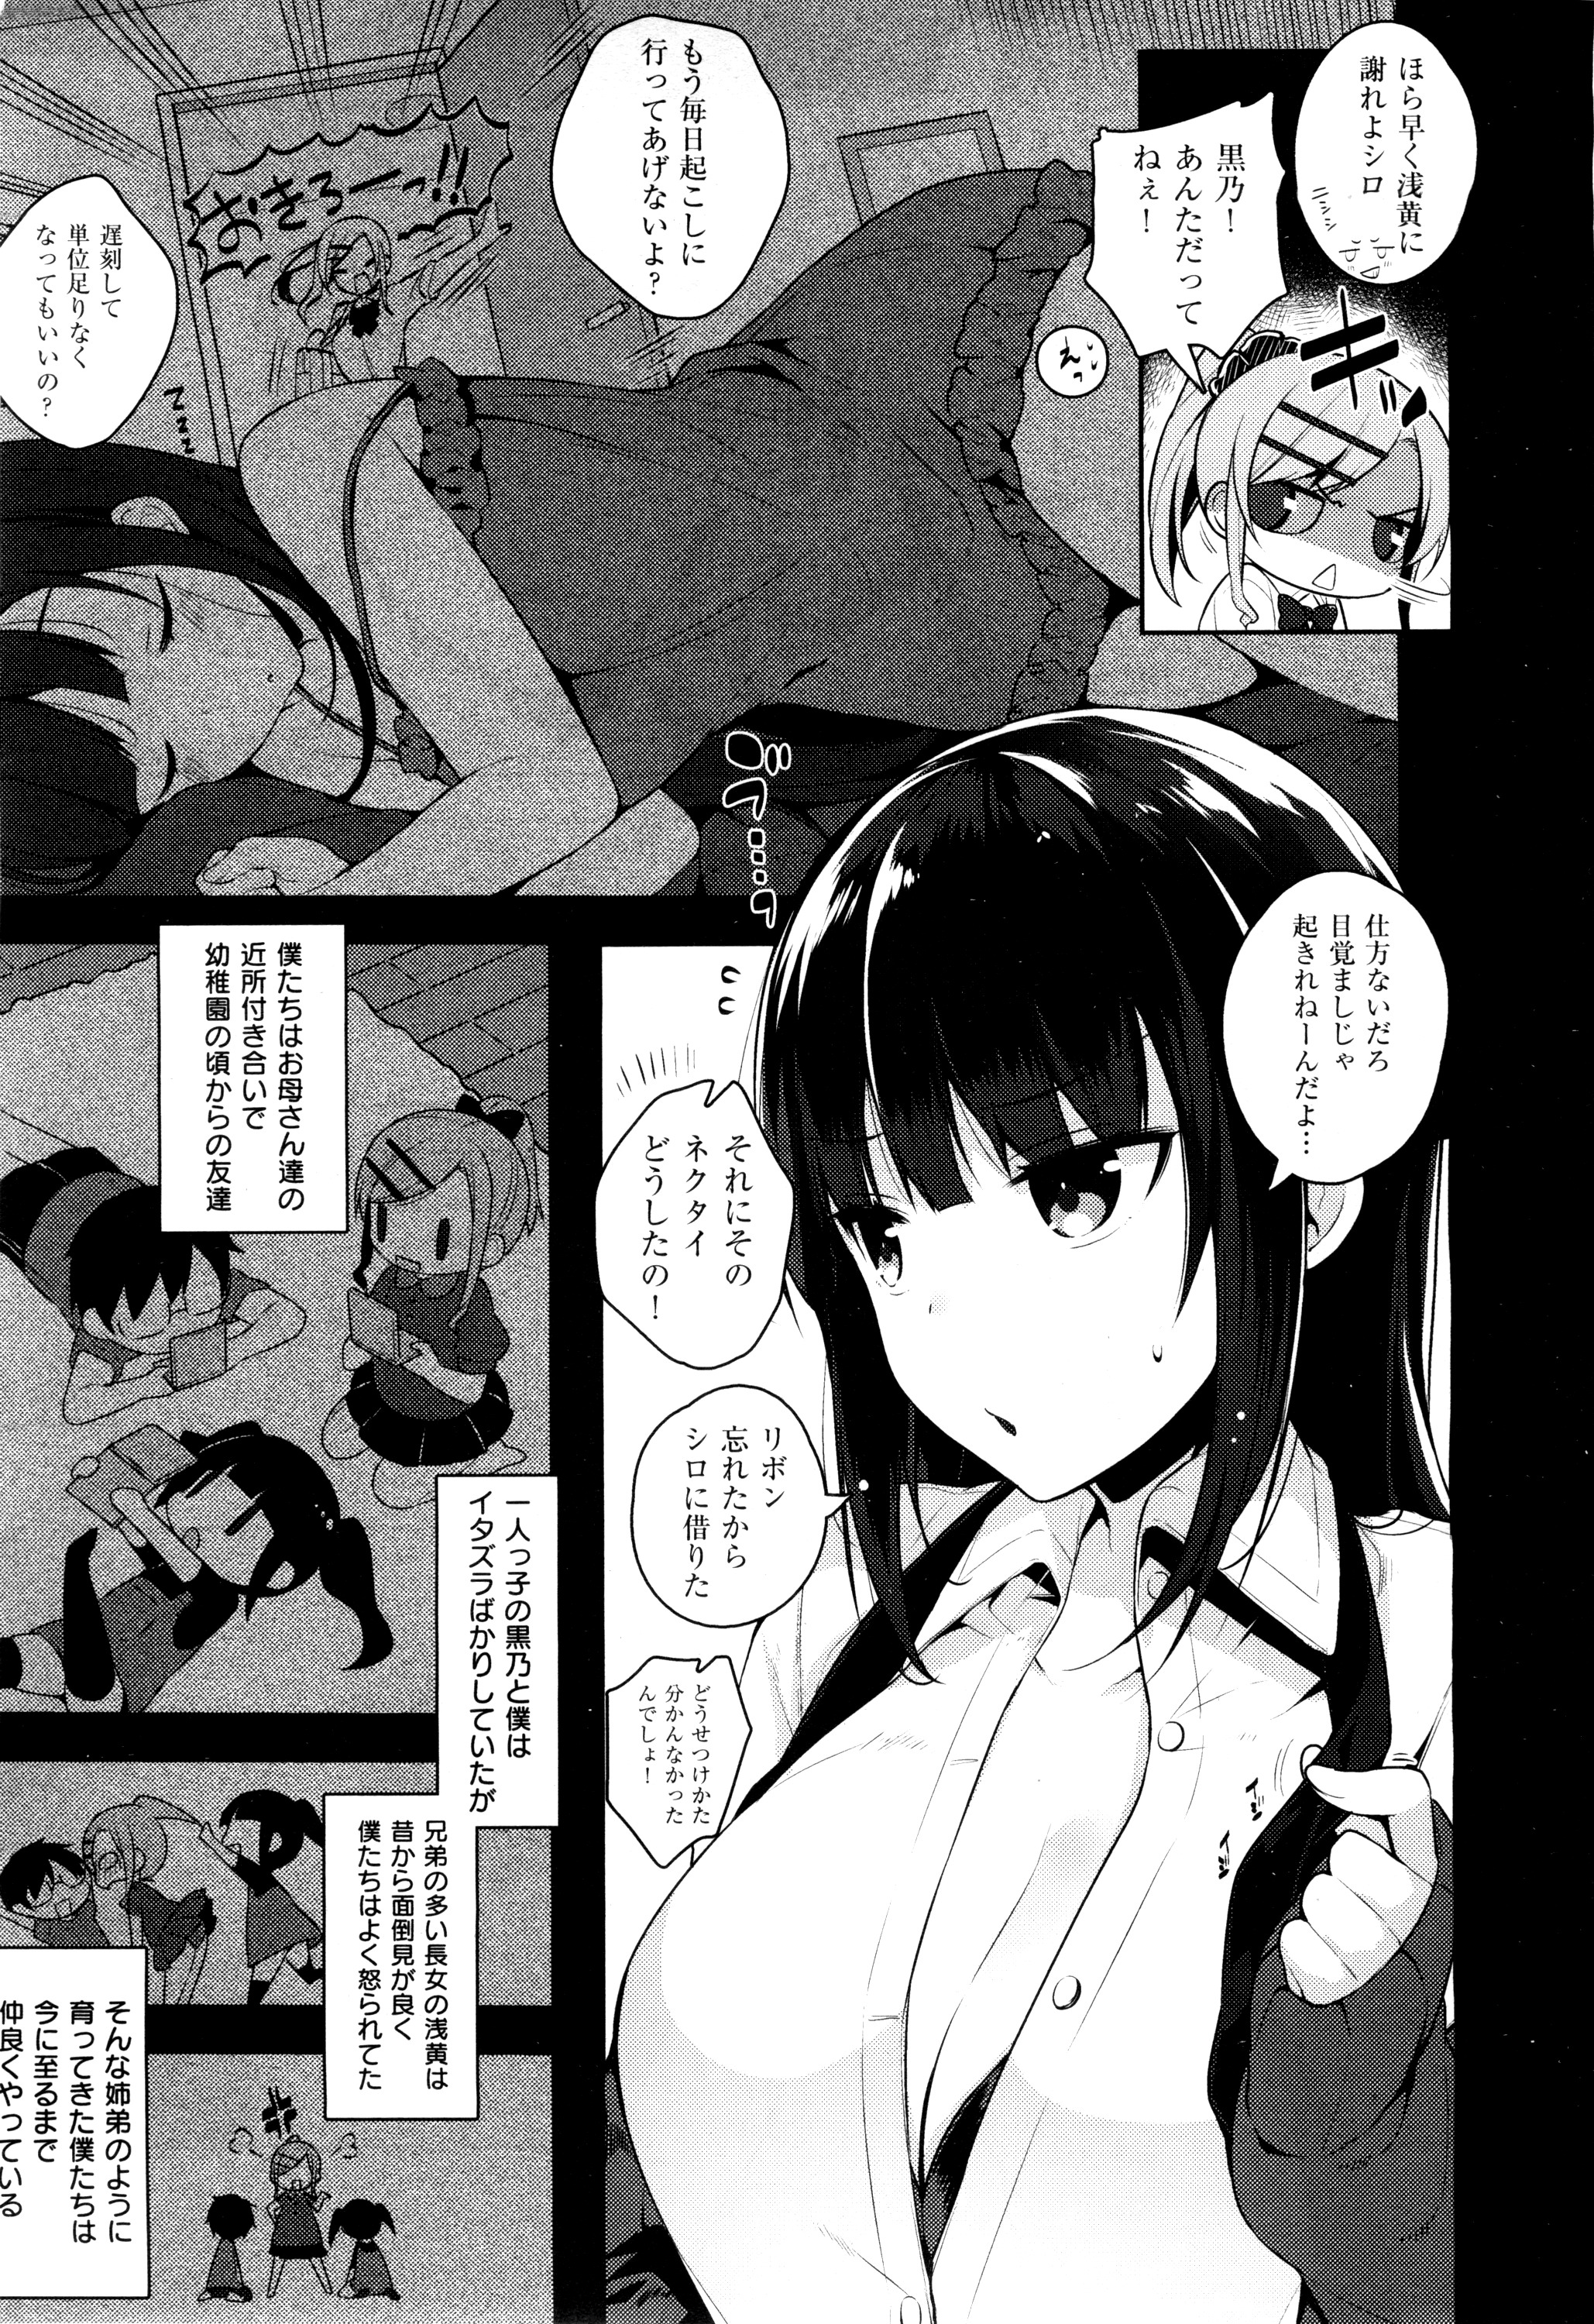 ほら早く浅黄に
謝れよシロ
ニシシ
黒乃!
あんただって
ねぇ!
キッ
えっ
もう毎日起こしに
行ってあげないよ?
おきろーっ!!
遅刻して
単位足りなく
なってもいいの?
zzzz
仕方ないだろ
目覚ましじゃ
起きれねーんだよ…
それにその
ネクタイ
どうしたの!
リボン
忘れたから
シロに借りた
どうせつけかた
分かんなかった
んでしょ!
僕たちはお母さん達の
近所付き合いで
幼稚園の頃からの友達
一人っ子の黒乃と僕は
イタズラばかりしていたが
兄弟の多い長女の浅黄は
昔から面倒見が良く
僕たちはよく怒られてた
そんな姉弟のように
育ってきた僕たちは
今に至るまで
仲良くやっている